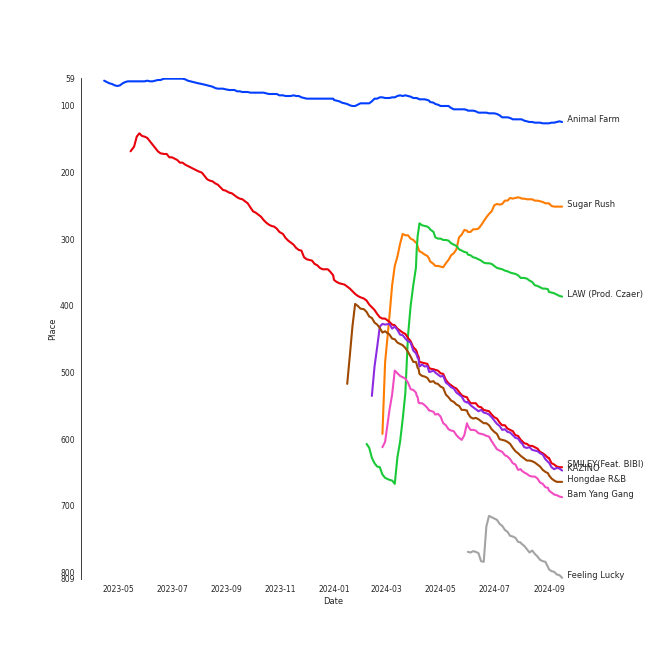 59
100
200
300
400
500
600
700
800
809
Place
Animal Farm
Sugar Rush
LAW (Prod. Czaer)
SMILEY(Feat. BIBI)
KAZINO
Hongdae R&B
Bam Yang Gang
Feeling Lucky
2023-05 2023-07 2023-09 2023-11 2024-01 2024-03 2024-05 2024-07 2024-09
Date